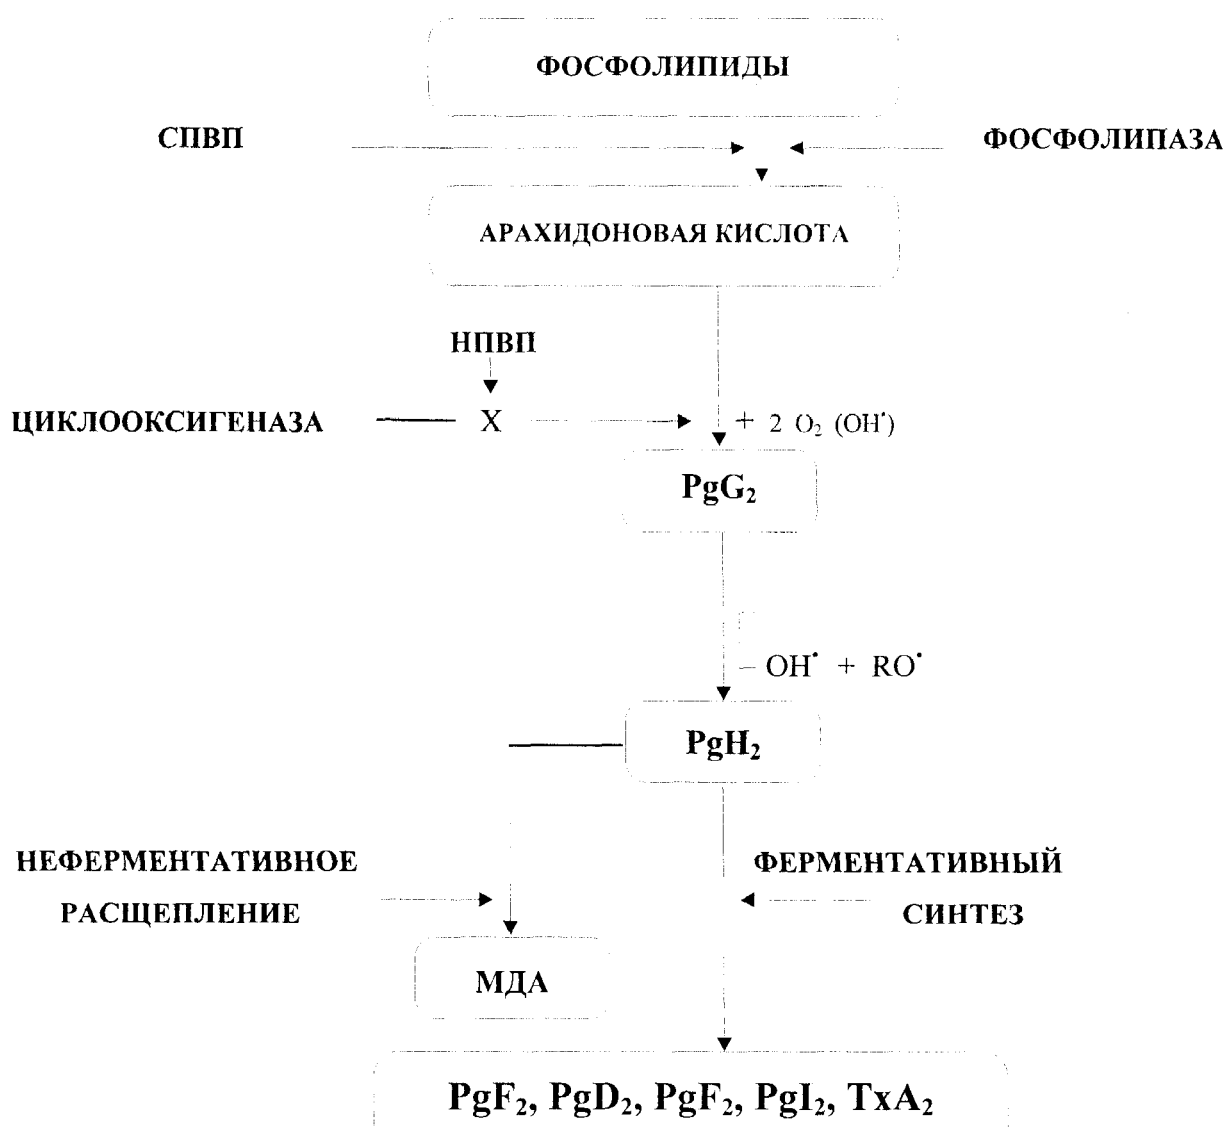 ФОСФОЛИПИДЫ
СПВП
ФОСФОЛИПАЗА
АРАХИДОНОВАЯ КИСЛОТА
НПВП
ЦИКЛООКСИГЕНАЗА
X
+ 2 O₂ (OH•)
PgG₂
– OH• + RO•
PgH₂
НЕФЕРМЕНТАТИВНОЕ
РАСЩЕПЛЕНИЕ
ФЕРМЕНТАТИВНЫЙ
СИНТЕЗ
МДА
PgF₂, PgD₂, PgF₂, PgI₂, TxA₂